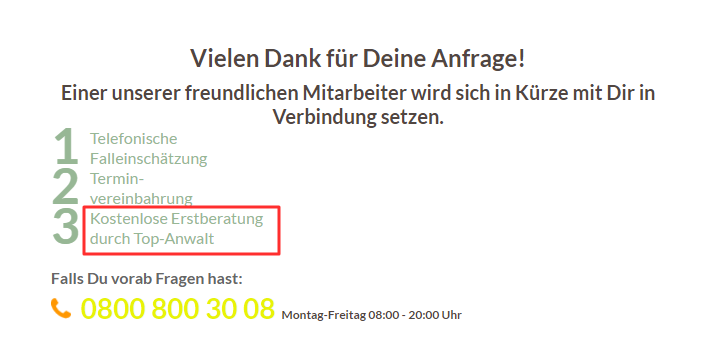 Vielen Dank für Deine Anfrage!
Einer unserer freundlichen Mitarbeiter wird sich in Kürze mit Dir in
Verbindung setzen.
1 Telefonische
Falleinschätzung
2 Termin-
vereinbahrung
3 Kostenlose Erstberatung
durch Top-Anwalt
Falls Du vorab Fragen hast:
0800 800 30 08 Montag-Freitag 08:00 - 20:00 Uhr